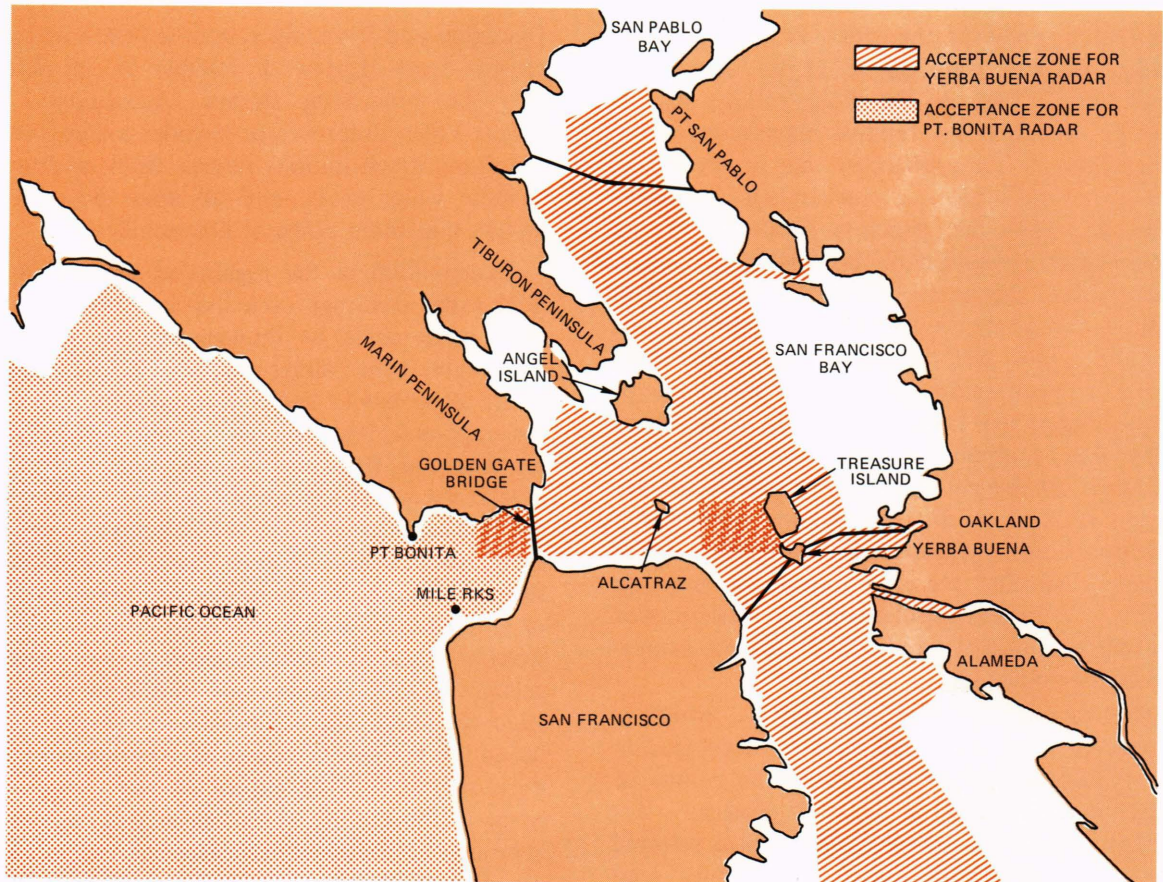 SAN PABLO
BAY
ACCEPTANCE ZONE FOR
YERBA BUENA RADAR
ACCEPTANCE ZONE FOR
PT. BONITA RADAR
PT SAN PABLO
TIBURON PENINSULA
MARIN PENINSULA
ANGEL
ISLAND
SAN FRANCISCO
BAY
GOLDEN GATE
BRIDGE
TREASURE
ISLAND
OAKLAND
YERBA BUENA
PT BONITA
ALCATRAZ
MILE RKS
PACIFIC OCEAN
ALAMEDA
SAN FRANCISCO